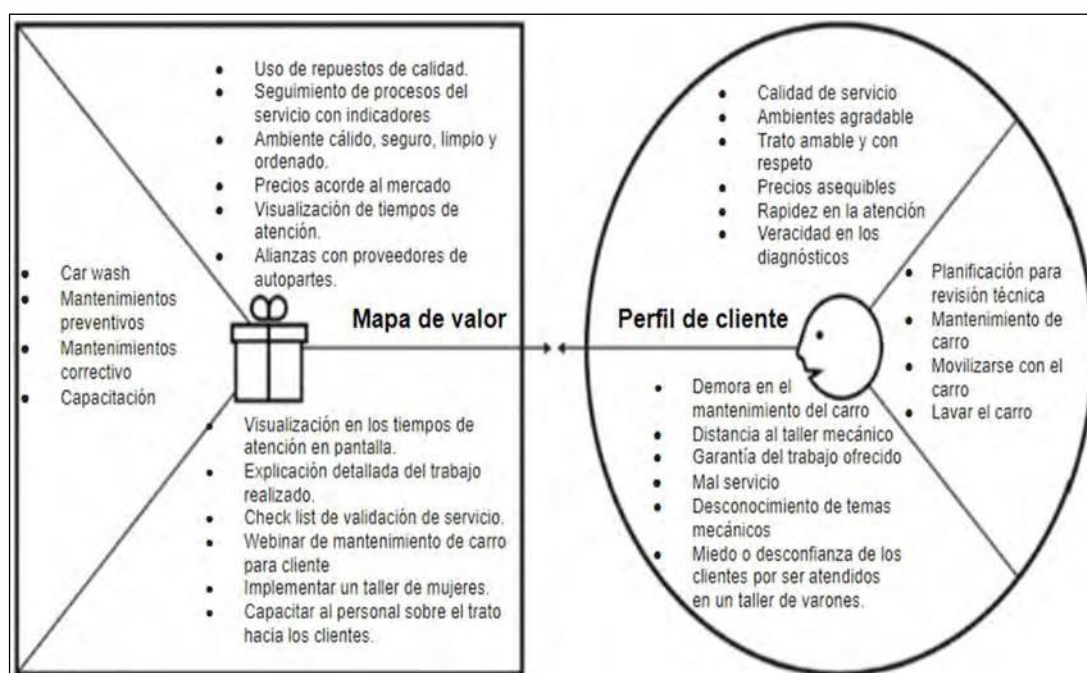 • Uso de repuestos de calidad.
• Seguimiento de procesos del
servicio con indicadores
• Ambiente cálido, seguro, limpio y
ordenado.
• Precios acorde al mercado
• Visualización de tiempos de
atención.
• Alianzas con proveedores de
autopartes.
• Car wash
• Mantenimientos
preventivos
• Mantenimientos
correctivo
• Capacitación
Mapa de valor
• Visualización en los tiempos de
atención en pantalla.
• Explicación detallada del trabajo
realizado.
• Check list de validación de servicio.
• Webinar de mantenimiento de carro
para cliente
• Implementar un taller de mujeres.
• Capacitar al personal sobre el trato
hacia los clientes.
• Calidad de servicio
• Ambientes agradable
• Trato amable y con
respeto
• Precios asequibles
• Rapidez en la atención
• Veracidad en los
diagnósticos
Perfil de cliente
• Planificación para
revisión técnica
• Mantenimiento de
carro
• Movilizarse con el
carro
• Lavar el carro
• Demora en el
mantenimiento del carro
• Distancia al taller mecánico
• Garantía del trabajo ofrecido
• Mal servicio
• Desconocimiento de temas
mecánicos
• Miedo o desconfianza de los
clientes por ser atendidos
en un taller de varones.